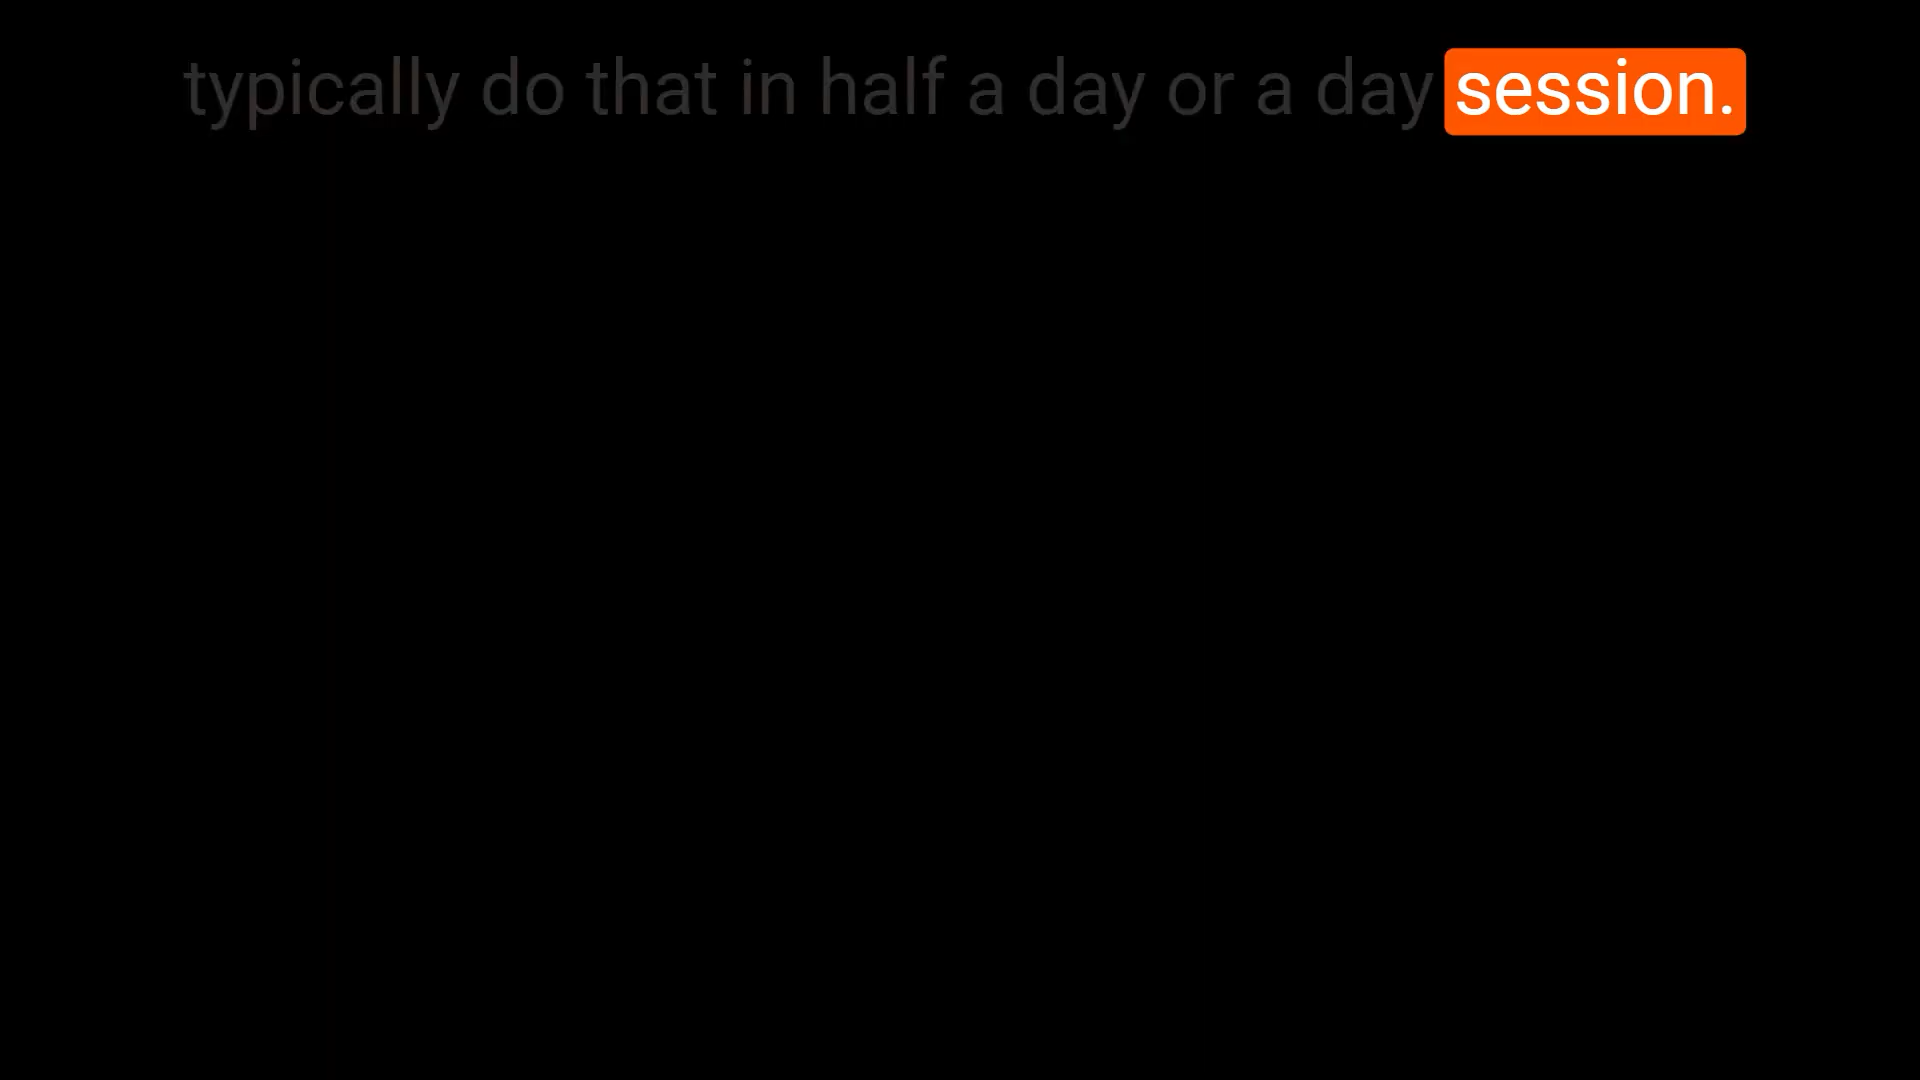 typically do that in half a day or a day session.